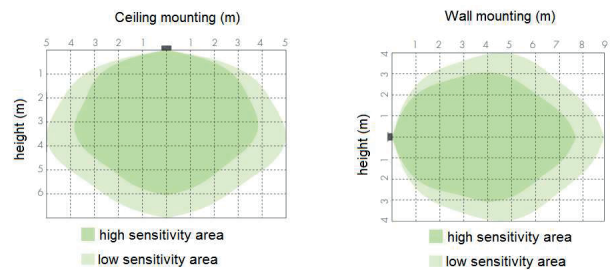 Ceiling mounting (m)
5 4 3 2 1 0 1 2 3 4 5
height (m)
1
2
3
4
5
6
high sensitivity area
low sensitivity area
Wall mounting (m)
1 2 3 4 5 6 7 8 9
height (m)
4
3
2
1
0
1
2
3
4
high sensitivity area
low sensitivity area